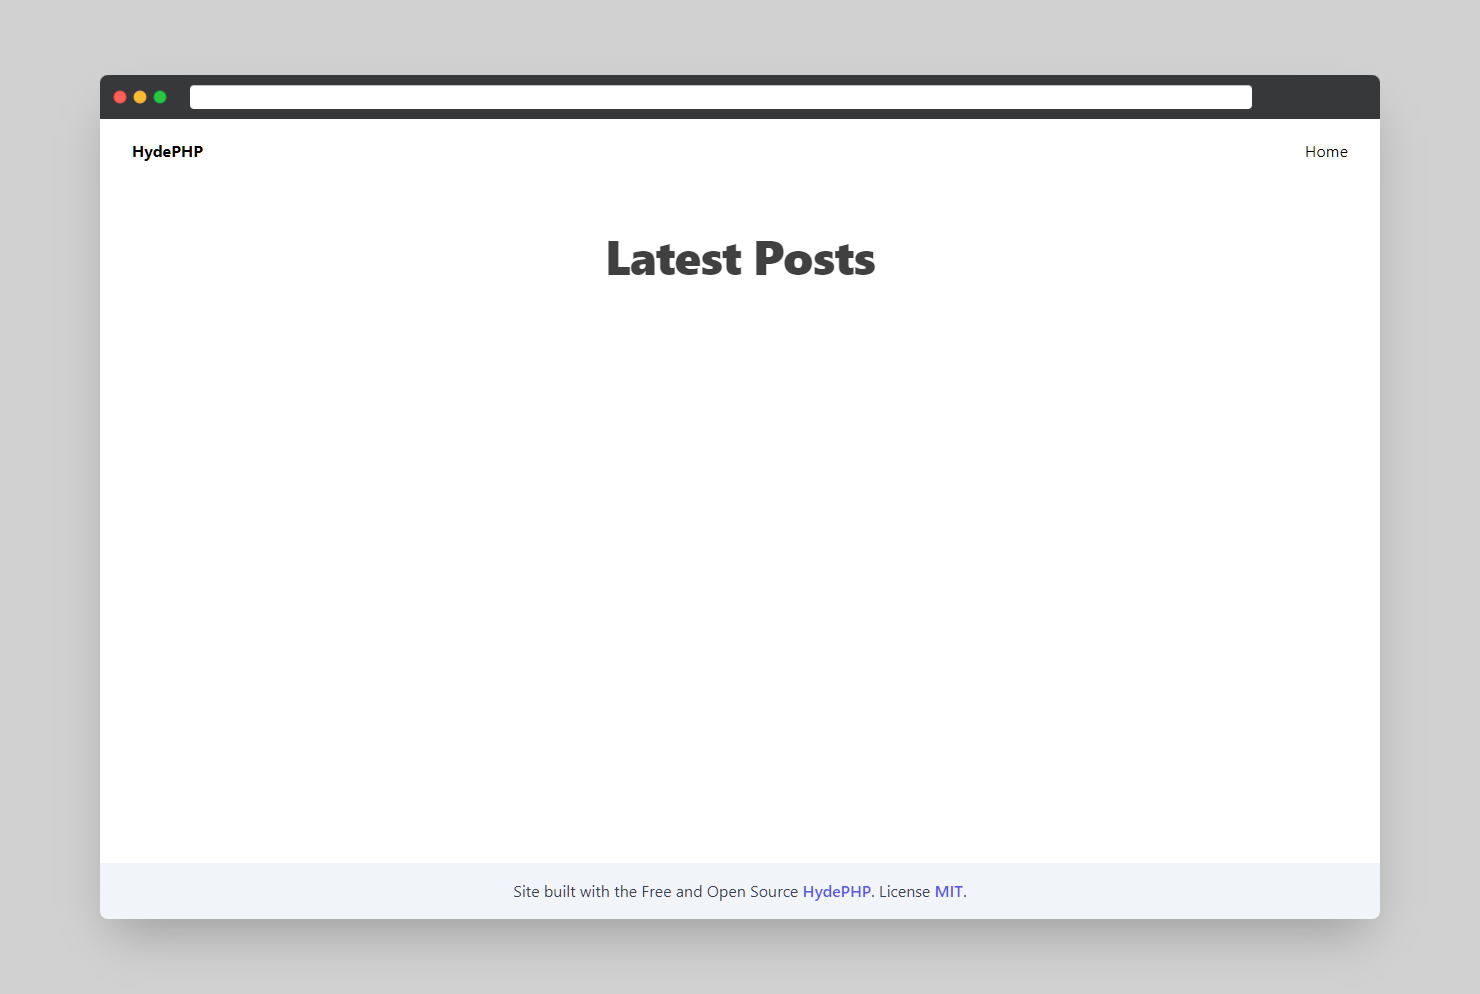 HydePHP
Home
Latest Posts
Site built with the Free and Open Source HydePHP. License MIT.